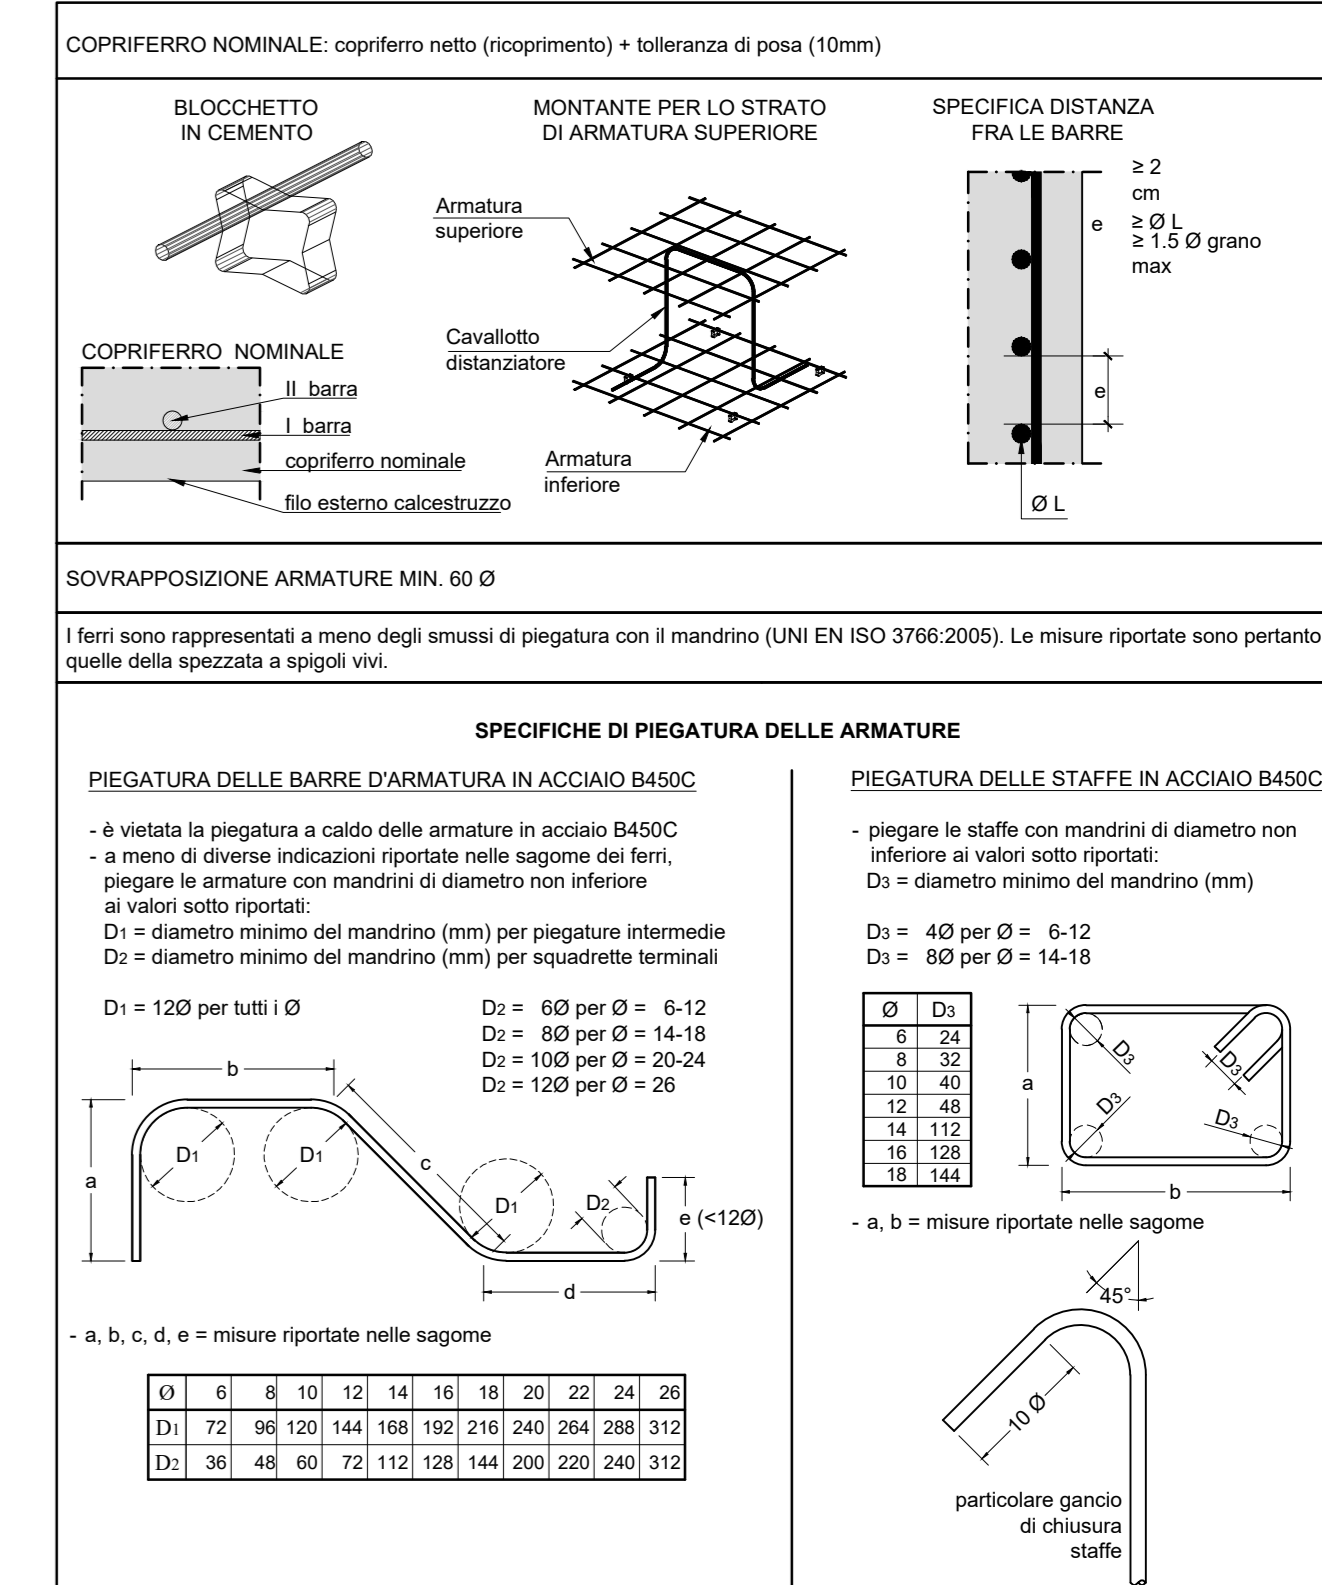 COPRIFERRO NOMINALE: copriferro netto (ricoprimento) + tolleranza di posa (10mm)
BLOCCHETTO
IN CEMENTO
MONTANTE PER LO STRATO
DI ARMATURA SUPERIORE
SPECIFICA DISTANZA
FRA LE BARRE
Armatura
superiore
Cavallotto
distanziatore
Armatura
inferiore
≥ 2
cm
≥ Ø L
≥ 1.5 Ø grano
max
e
e
Ø L
COPRIFERRO NOMINALE
II barra
I barra
copriferro nominale
filo esterno calcestruzzo
SOVRAPPOSIZIONE ARMATURE MIN. 60 Ø
I ferri sono rappresentati a meno degli smussi di piegatura con il mandrino (UNI EN ISO 3766:2005). Le misure riportate sono pertanto
quelle della spezzata a spigoli vivi.
SPECIFICHE DI PIEGATURA DELLE ARMATURE
PIEGATURA DELLE BARRE D'ARMATURA IN ACCIAIO B450C
- è vietata la piegatura a caldo delle armature in acciaio B450C
- a meno di diverse indicazioni riportate nelle sagome dei ferri,
piegare le armature con mandrini di diametro non inferiore
ai valori sotto riportati:
D1 = diametro minimo del mandrino (mm) per piegature intermedie
D2 = diametro minimo del mandrino (mm) per squadrette terminali
D1 = 12Ø per tutti i Ø
D2 = 6Ø per Ø = 6-12
D2 = 8Ø per Ø = 14-18
D2 = 10Ø per Ø = 20-24
D2 = 12Ø per Ø = 26
b
a
D1
D1
c
D1
D2
e (<12Ø)
d
- a, b, c, d, e = misure riportate nelle sagome
Ø 6 8 10 12 14 16 18 20 22 24 26
D1 72 96 120 144 168 192 216 240 264 288 312
D2 36 48 60 72 112 128 144 200 220 240 312
PIEGATURA DELLE STAFFE IN ACCIAIO B450C
- piegare le staffe con mandrini di diametro non
inferiore ai valori sotto riportati:
D3 = diametro minimo del mandrino (mm)
D3 = 4Ø per Ø = 6-12
D3 = 8Ø per Ø = 14-18
Ø D3
6 24
8 32
10 40
12 48
14 112
16 128
18 144
a
D3
D3
D3
D3
b
- a, b = misure riportate nelle sagome
45°
10 Ø
particolare gancio
di chiusura
staffe